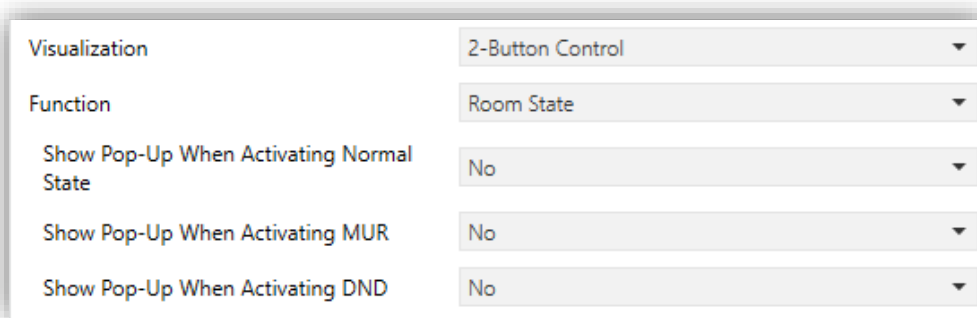 Visualization 2-Button Control
Function Room State
Show Pop-Up When Activating Normal
State No
Show Pop-Up When Activating MUR No
Show Pop-Up When Activating DND No